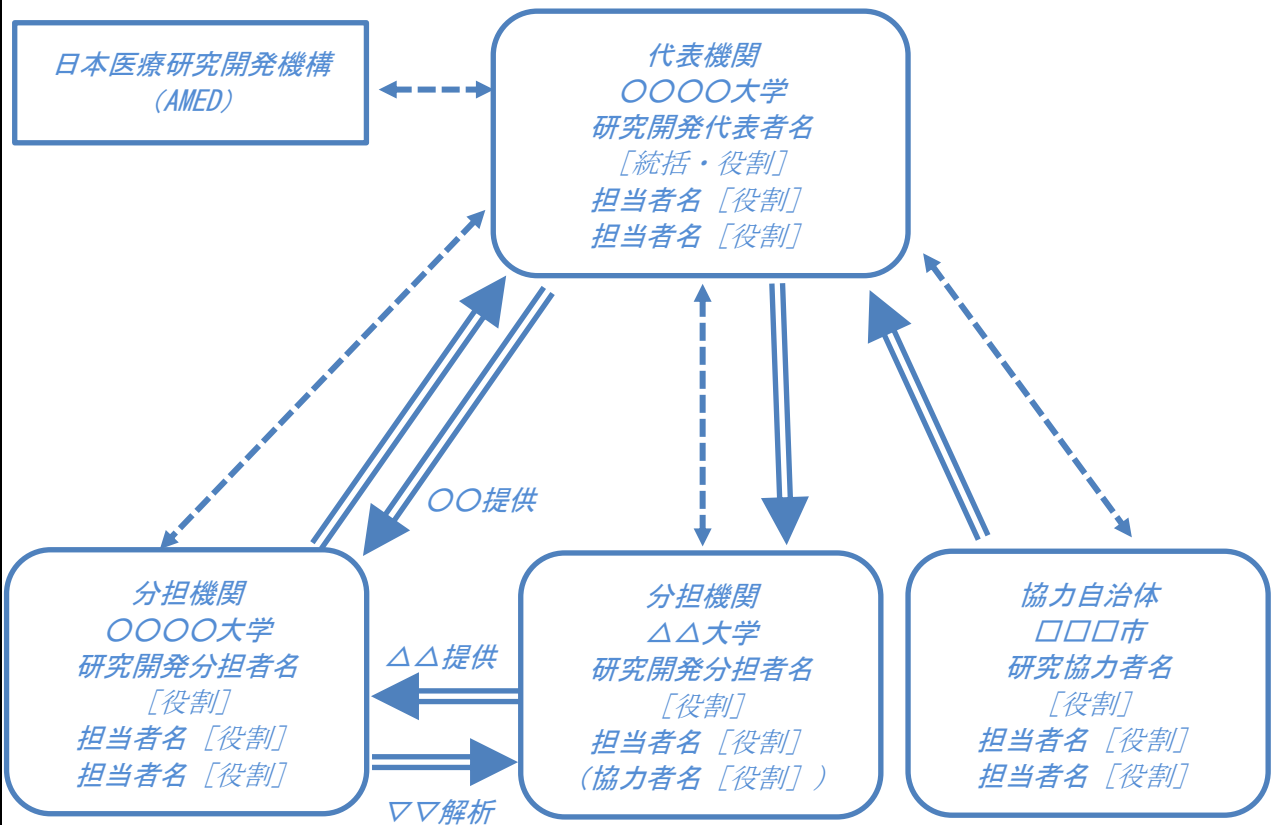 日本医療研究開発機構
（AMED）
代表機関
〇〇〇〇大学
研究開発代表者名
［統括・役割］
担当者名［役割］
担当者名［役割］
〇〇提供
分担機関
〇〇〇〇大学
研究開発分担者名
［役割］
担当者名［役割］
担当者名［役割］
△△提供
▽▽解析
分担機関
△△大学
研究開発分担者名
［役割］
担当者名［役割］
（協力者名［役割］）
協力自治体
□□□市
研究協力者名
［役割］
担当者名［役割］
担当者名［役割］